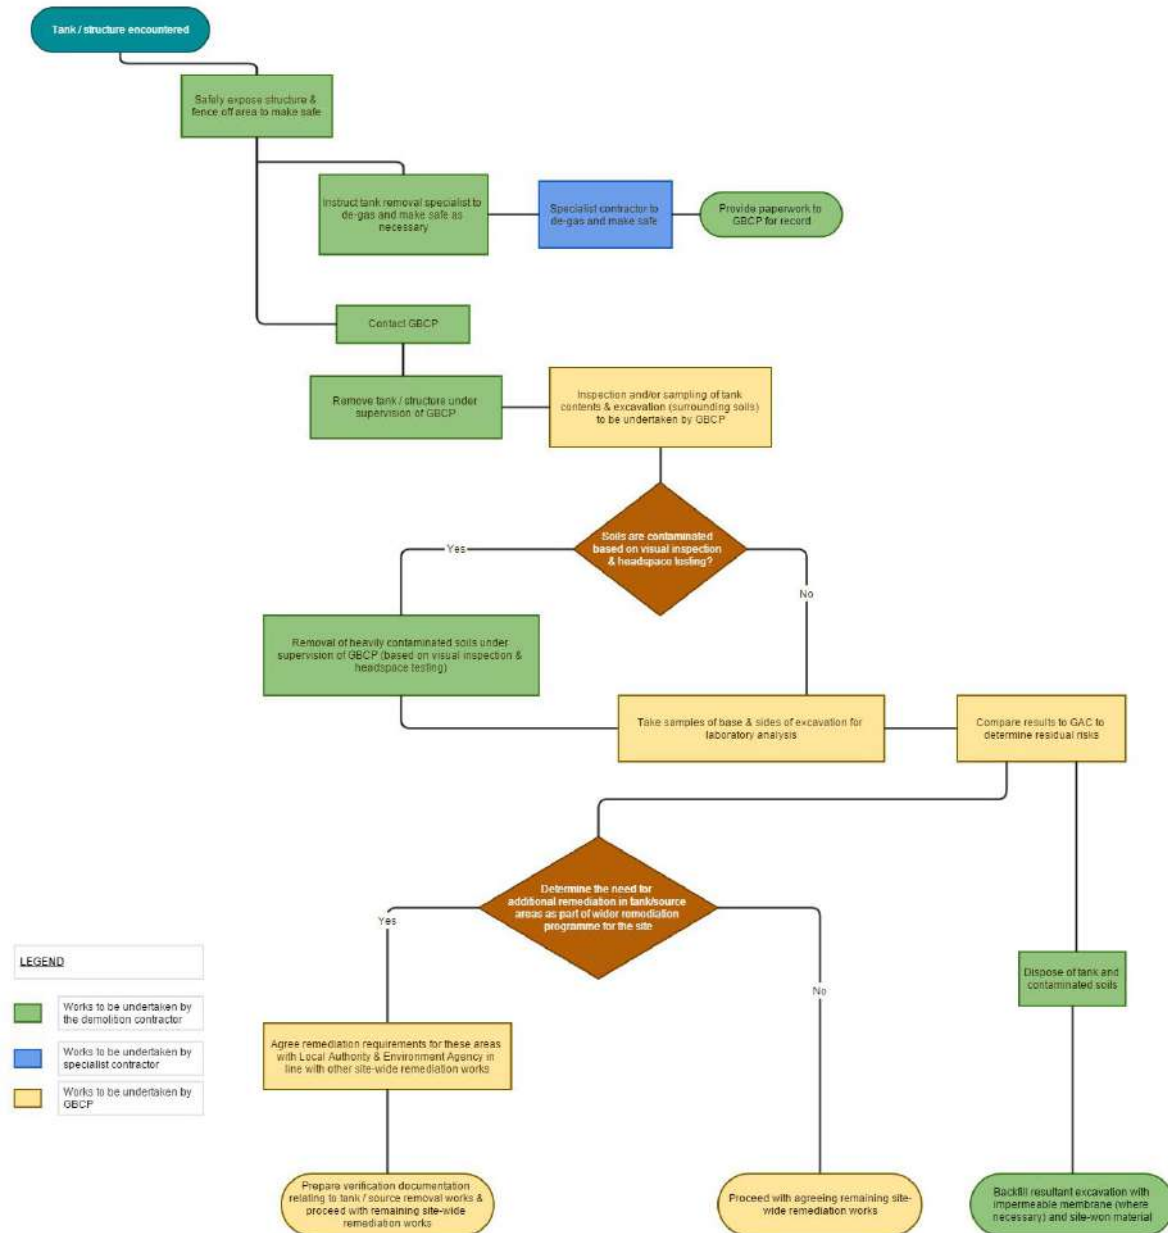 Tank / structure encountered
Safely expose structure &
fence off area to make safe
Instruct tank removal specialist to
de-gas and make safe as
necessary
Specialist contractor to
de-gas and make safe
Provide paperwork to
GBCP for record
Contact GBCP
Remove tank / structure under
supervision of GBCP
Inspection and/or sampling of tank
contents & excavation (surrounding soils)
to be undertaken by GBCP
Soils are contaminated
based on visual inspection
& headspace testing?
Yes
No
Removal of heavily contaminated soils under
supervision of GBCP (based on visual inspection &
headspace testing)
Take samples of base & sides of excavation for
laboratory analysis
Compare results to GAC to
determine residual risks
Determine the need for
additional remediation in tank/source
areas as part of wider remediation
programme for the site
Yes
No
Dispose of tank and
contaminated soils
LEGEND
Works to be undertaken by
the demolition contractor
Works to be undertaken by
specialist contractor
Works to be undertaken by
GBCP
Agree remediation requirements for these areas
with Local Authority & Environment Agency in
line with other site-wide remediation works
Prepare verification documentation
relating to tank / source removal works &
proceed with remaining site-wide
remediation works
Proceed with agreeing remaining site-
wide remediation works
Backfill resultant excavation with
impermeable membrane (where
necessary) and site-won material